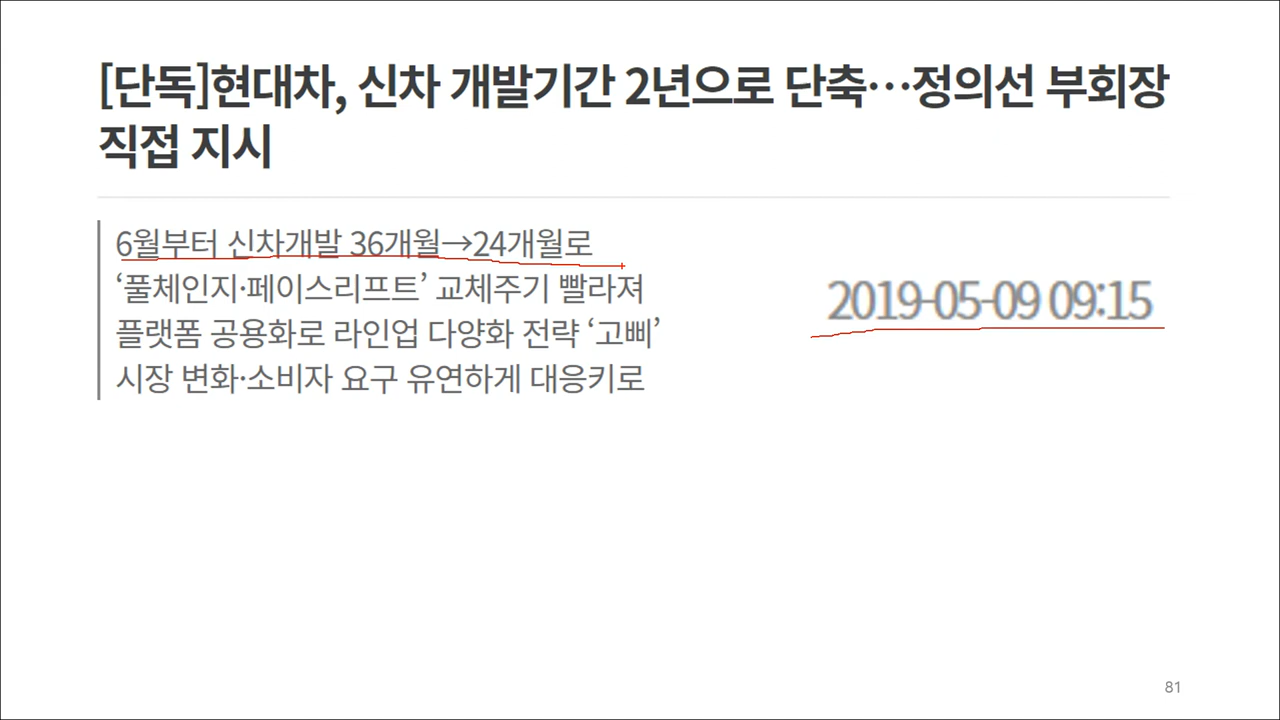 [단독]현대차, 신차 개발기간 2년으로 단축…정의선 부회장
직접 지시
6월부터 신차개발 36개월→24개월로
‘풀체인지·페이스리프트’ 교체주기 빨라져
플랫폼 공용화로 라인업 다양화 전략 ‘고삐’
시장 변화·소비자 요구 유연하게 대응키로
2019-05-09 09:15
81